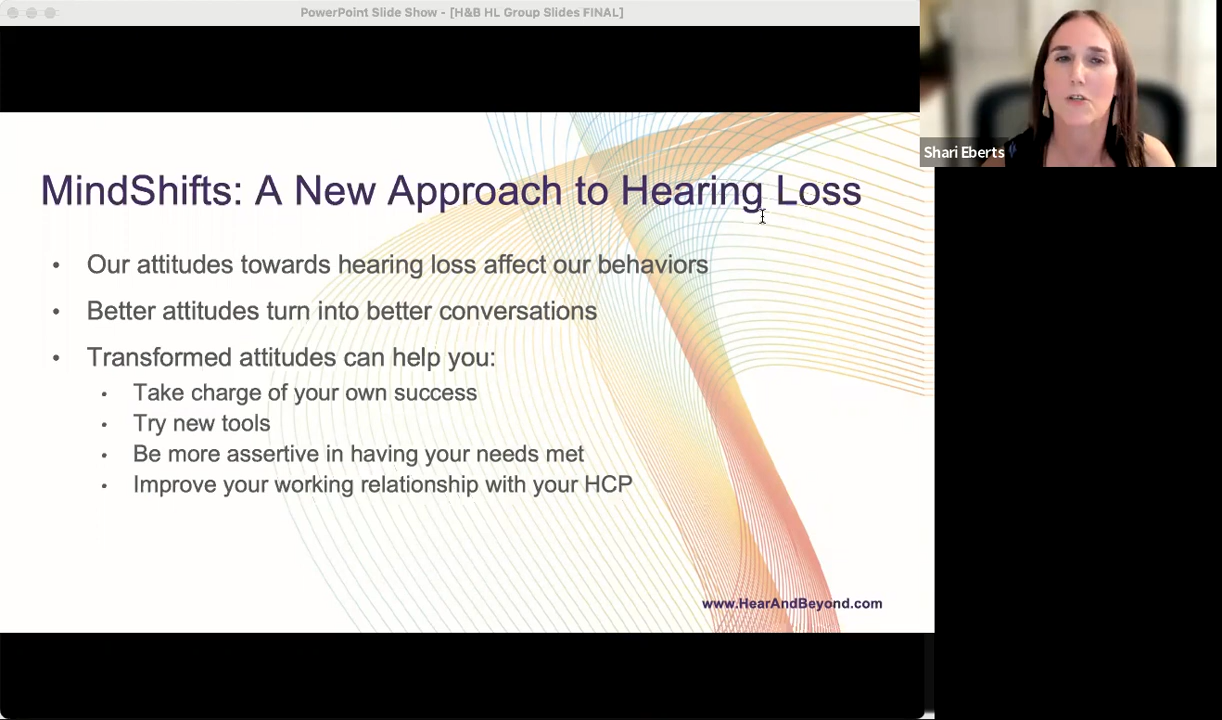 PowerPoint Slide Show - [H&B HL Group Slides FINAL]
Shari Eberts
MindShifts: A New Approach to Hearing Loss
• Our attitudes towards hearing loss affect our behaviors
• Better attitudes turn into better conversations
• Transformed attitudes can help you:
• Take charge of your own success
• Try new tools
• Be more assertive in having your needs met
• Improve your working relationship with your HCP
www.HearAndBeyond.com